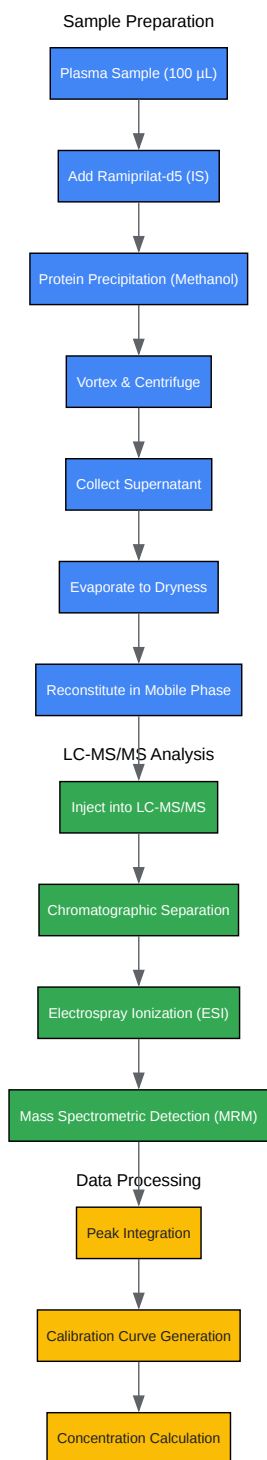 Sample Preparation
Plasma Sample (100 µL)
Add Ramiprilat-d5 (IS)
Protein Precipitation (Methanol)
Vortex & Centrifuge
Collect Supernatant
Evaporate to Dryness
Reconstitute in Mobile Phase
LC-MS/MS Analysis
Inject into LC-MS/MS
Chromatographic Separation
Electrospray Ionization (ESI)
Mass Spectrometric Detection (MRM)
Data Processing
Peak Integration
Calibration Curve Generation
Concentration Calculation